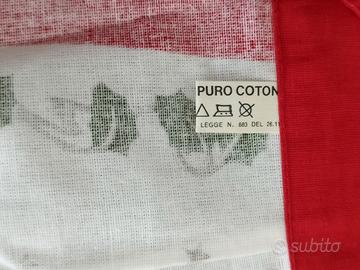 PURO COTON
LEGGE N. 883 DEL 26.11
subito